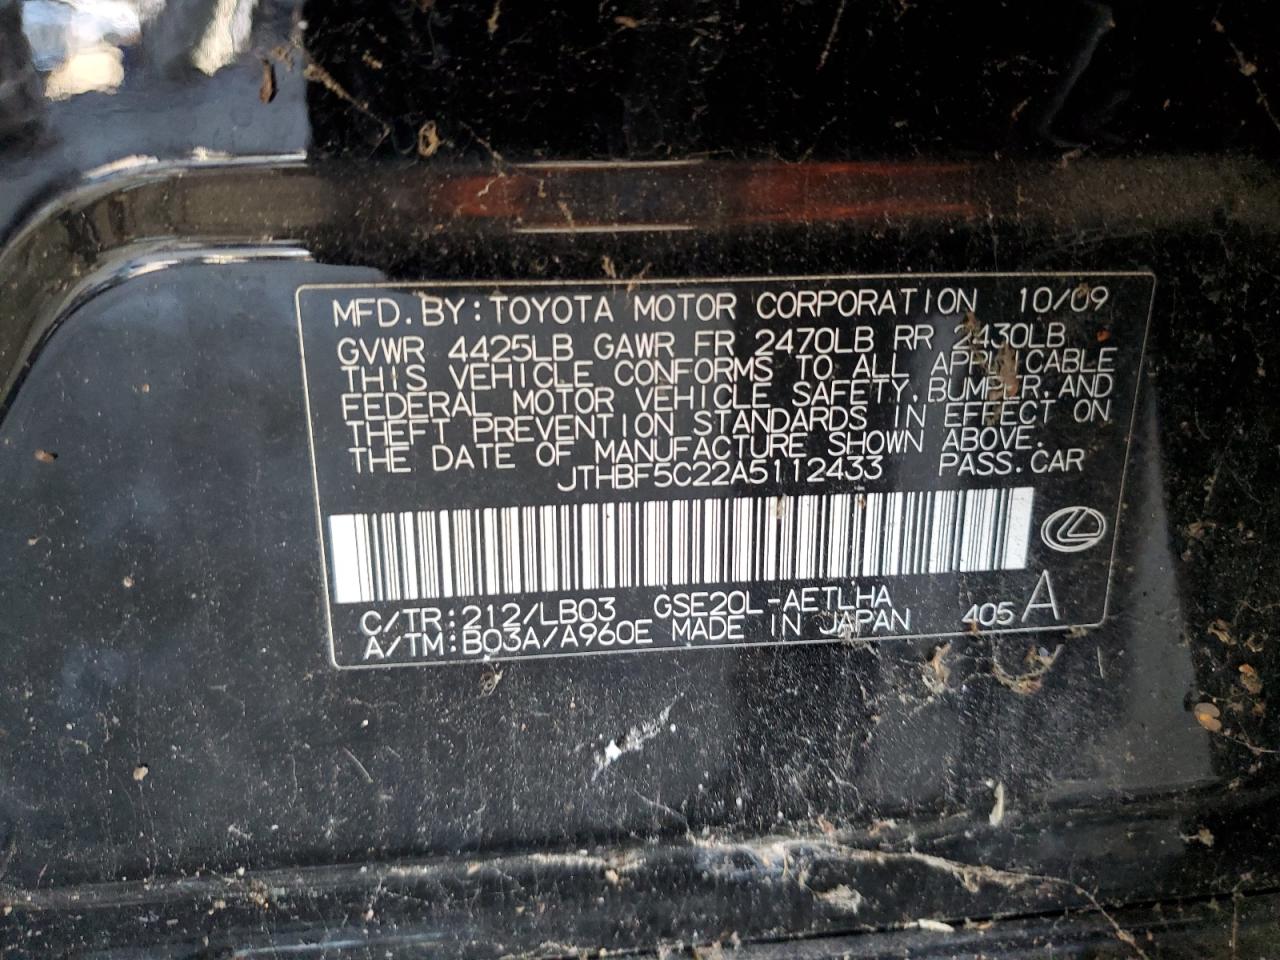 MFD. BY: TOYOTA MOTOR CORPORATION 10/09
GVWR 4425LB GAWR FR 2470LB RR 2430LB
THIS VEHICLE CONFORMS TO ALL APPLICABLE
FEDERAL MOTOR VEHICLE SAFETY, BUMPER, AND
THEFT PREVENTION STANDARDS IN EFFECT ON
THE DATE OF MANUFACTURE SHOWN ABOVE.
JTHBF5C22A5112433 PASS. CAR
C/TR: 212/LB03 GSE20L-AETLHA
A/TM: B03A/A960E MADE IN JAPAN 405 A